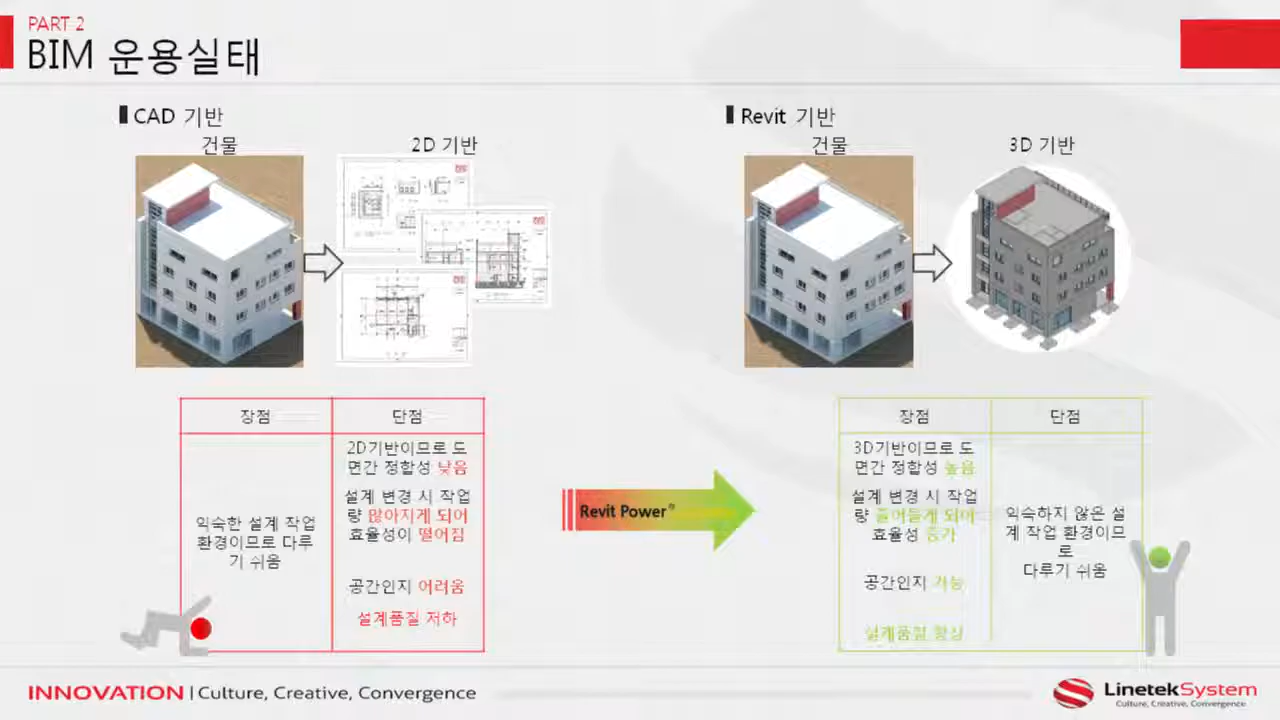 PART 2
BIM 운용실태
CAD 기반
건물
2D 기반
Revit 기반
건물
3D 기반
장점
단점
익숙한 설계 작업
환경이므로 다루
기 쉬움
2D기반이므로 도
면간 정합성 낮음
설계 변경 시 작업
량 많아지게 되어
효율성이 떨어짐
공간인지 어려움
설계품질 저하
Revit Power®
장점
단점
3D기반이므로 도
면간 정합성 높음
설계 변경 시 작업
량 줄어들게 되어
효율성 증가
공간인지 가능
설계품질 향상
익숙하지 않은 설
계 작업 환경이므
로
다루기 쉬움
INNOVATION | Culture, Creative, Convergence
LinetekSystem
Culture, Creative, Convergence